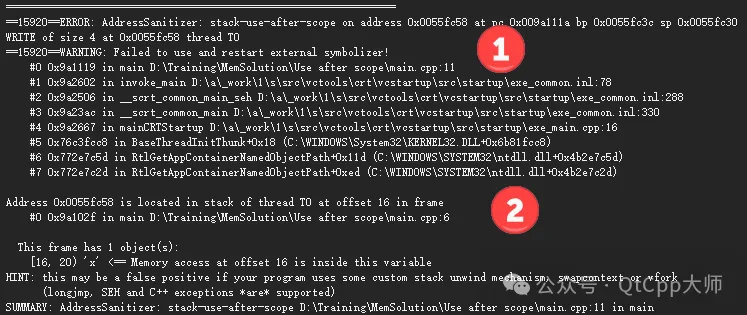 ==15920==ERROR: AddressSanitizer: stack-use-after-scope on address 0x0055fc58 at pc 0x009a111a bp 0x0055fc3c sp 0x0055fc30
WRITE of size 4 at 0x0055fc58 thread T0
==15920==WARNING: Failed to use and restart external symbolizer!
#0 0x9a1119 in main D:\Training\MemSolution\Use after scope\main.cpp:11
#1 0x9a2602 in invoke_main D:\a\_work\1\s\src\vctools\crt\vcstartup\src\startup\exe_common.inl:78
#2 0x9a2506 in __scrt_common_main_seh D:\a\_work\1\s\src\vctools\crt\vcstartup\src\startup\exe_common.inl:288
#3 0x9a23ac in __scrt_common_main D:\a\_work\1\s\src\vctools\crt\vcstartup\src\startup\exe_common.inl:330
#4 0x9a2667 in mainCRTStartup D:\a\_work\1\s\src\vctools\crt\vcstartup\src\startup\exe_main.cpp:16
#5 0x76c3fcc8 in BaseThreadInitThunk+0x18 (C:\WINDOWS\System32\KERNEL32.DLL+0x6b81fcc8)
#6 0x772e7c5d in RtlGetAppContainerNamedObjectPath+0x11d (C:\WINDOWS\SYSTEM32\ntdll.dll+0x4b2e7c5d)
#7 0x772e7c2d in RtlGetAppContainerNamedObjectPath+0xed (C:\WINDOWS\SYSTEM32\ntdll.dll+0x4b2e7c2d)
1
Address 0x0055fc58 is located in stack of thread T0 at offset 16 in frame
#0 0x9a102f in main D:\Training\MemSolution\Use after scope\main.cpp:6
2
This frame has 1 object(s):
[16, 20) 'x' <== Memory access at offset 16 is inside this variable
HINT: this may be a false positive if your program uses some custom stack unwind mechanism, swapcontext or vfork
(longjmp, SEH and C++ exceptions *are* supported)
SUMMARY: AddressSanitizer: stack-use-after-scope D:\Training\MemSolution\Use after scope\main.cpp:11 in main
公众号 · QtCpp大师